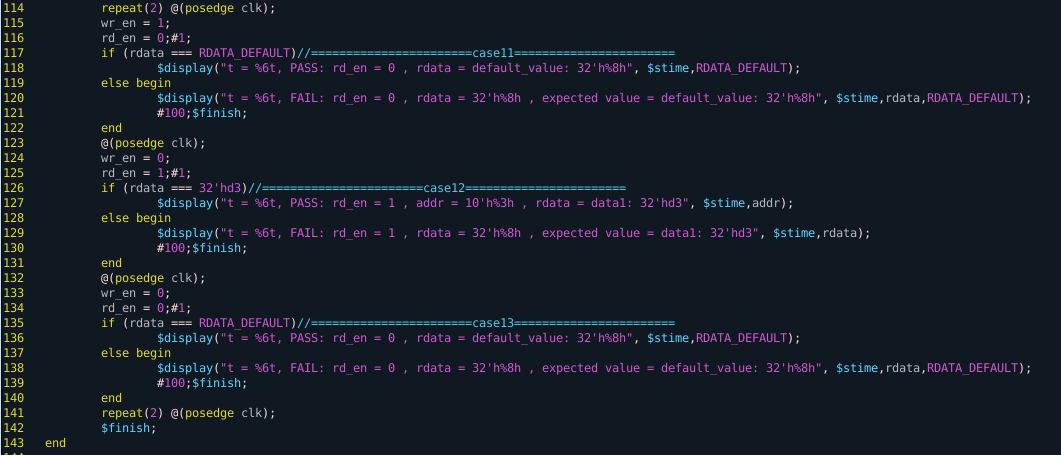 114 repeat(2) @(posedge clk);
115 wr_en = 1;
116 rd_en = 0;#1;
117 if (rdata === RDATA_DEFAULT)//=======================case11=======================
118 $display("t = %6t, PASS: rd_en = 0 , rdata = default_value: 32'h%8h", $stime,RDATA_DEFAULT);
119 else begin
120 $display("t = %6t, FAIL: rd_en = 0 , rdata = 32'h%8h , expected value = default_value: 32'h%8h", $stime,rdata,RDATA_DEFAULT);
121 #100;$finish;
122 end
123 @(posedge clk);
124 wr_en = 0;
125 rd_en = 1;#1;
126 if (rdata === 32'hd3)//=======================case12=======================
127 $display("t = %6t, PASS: rd_en = 1 , addr = 10'h%3h , rdata = data1: 32'hd3", $stime,addr);
128 else begin
129 $display("t = %6t, FAIL: rd_en = 1 , rdata = 32'h%8h , expected value = data1: 32'hd3", $stime,rdata);
130 #100;$finish;
131 end
132 @(posedge clk);
133 wr_en = 0;
134 rd_en = 0;#1;
135 if (rdata === RDATA_DEFAULT)//=======================case13=======================
136 $display("t = %6t, PASS: rd_en = 0 , rdata = default_value: 32'h%8h", $stime,RDATA_DEFAULT);
137 else begin
138 $display("t = %6t, FAIL: rd_en = 0 , rdata = 32'h%8h , expected value = default_value: 32'h%8h", $stime,rdata,RDATA_DEFAULT);
139 #100;$finish;
140 end
141 repeat(2) @(posedge clk);
142 $finish;
143 end